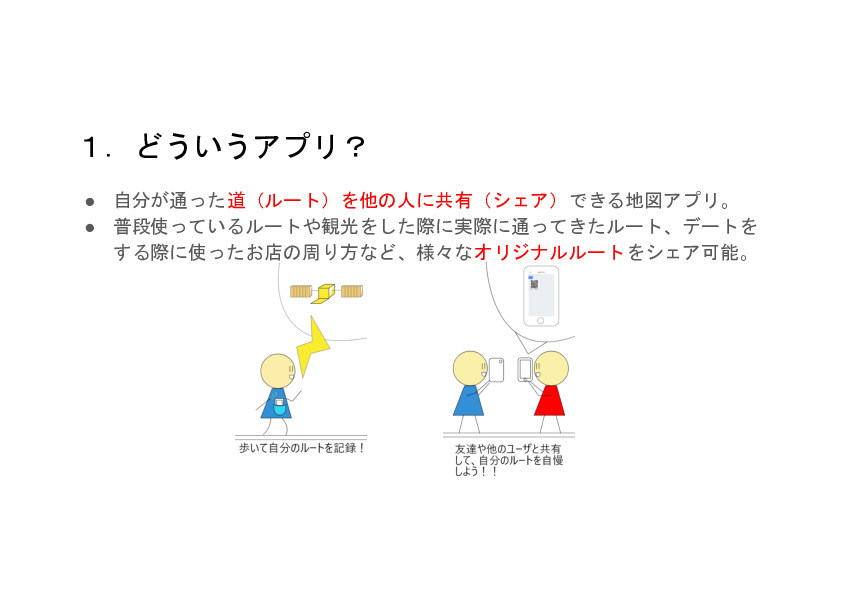 １．どういうアプリ？
● 自分が通った道（ルート）を他の人に共有（シェア）できる地図アプリ。
● 普段使っているルートや観光をした際に実際に通ってきたルート、デートを
する際に使ったお店の周り方など、様々なオリジナルルートをシェア可能。
歩いて自分のルートを記録！
友達や他のユーザと共有
して、自分のルートを自慢
しよう！！